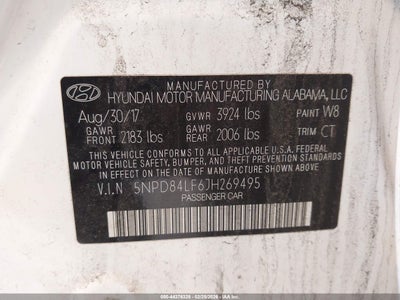 HYUNDAI MOTOR MANUFACTURING ALABAMA, LLC
Aug/30/17 GVWR 3924 lbs PAINT W8
GAWR FRONT 2183 lbs GAWR REAR 2006 lbs TRIM CT
THIS VEHICLE CONFORMS TO ALL APPLICABLE FEDERAL
MOTOR VEHICLE SAFETY, BUMPER, AND THEFT PREVENTION
STANDARDS IN EFFECT ON THE DATE OF MANUFACTURE SHOWN ABOVE.
V.I.N 5NPD84LF6JH269495
PASSENGER CAR